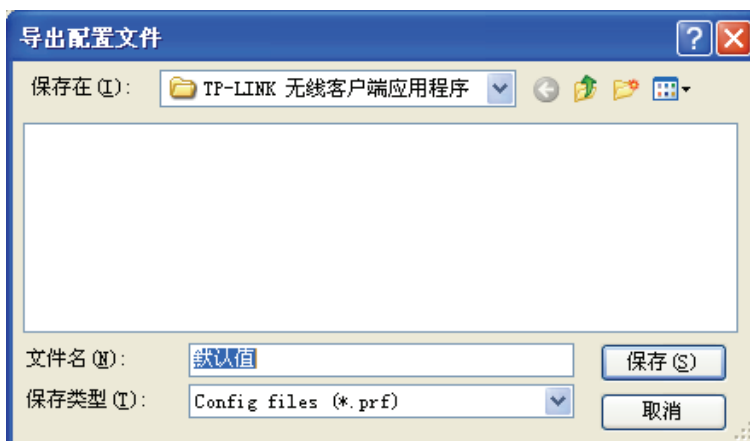 导出配置文件
保存在(I): TP-LINK 无线客户端应用程序
文件名(N): 默认值 保存(S)
保存类型(T): Config files (*.prf) 取消